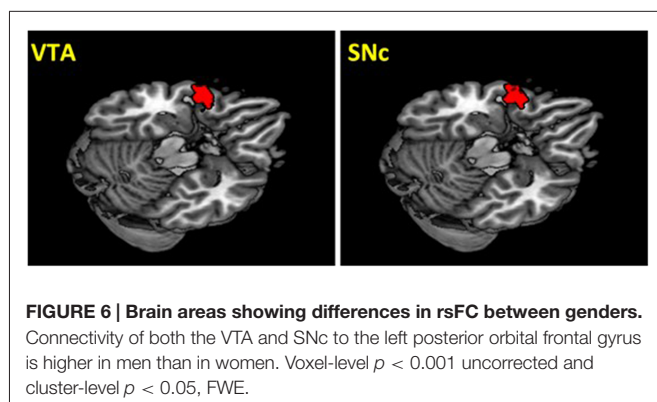 VTA
SNc
FIGURE 6 | Brain areas showing differences in rsFC between genders.
Connectivity of both the VTA and SNc to the left posterior orbital frontal gyrus
is higher in men than in women. Voxel-level p < 0.001 uncorrected and
cluster-level p < 0.05, FWE.